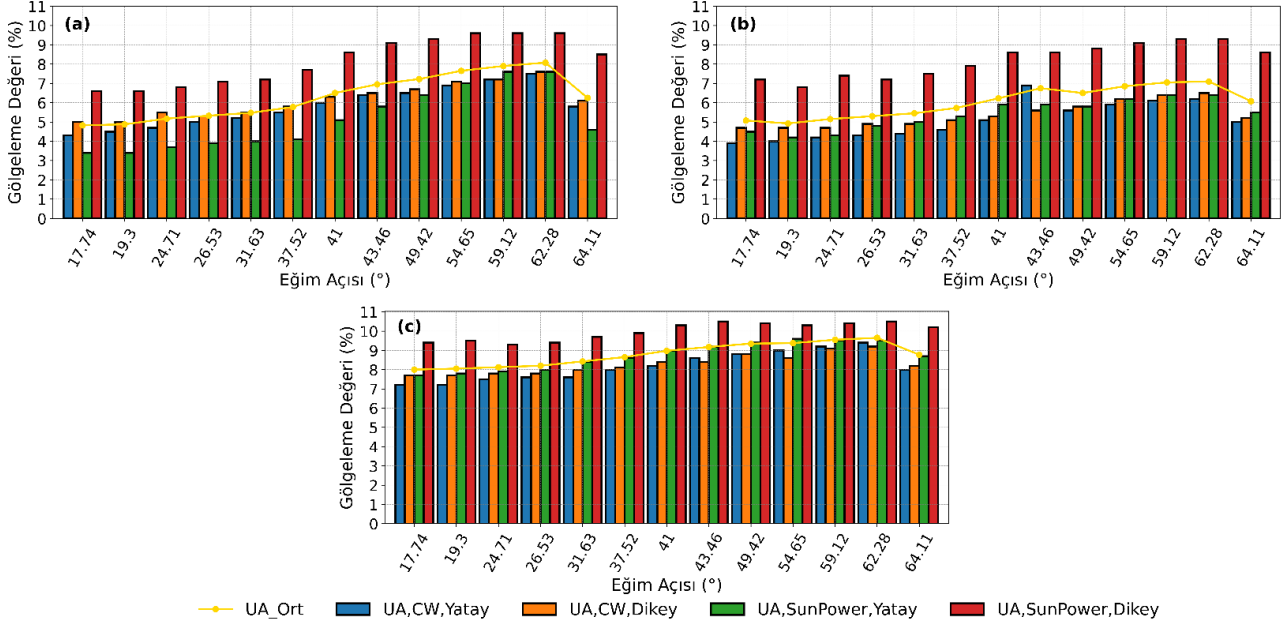 (a)
Gölgeleme Değeri (%)
11
10
9
8
7
6
5
4
3
2
1
0
17.74 19.3 24.71 26.53 31.63 37.52 41 43.46 49.42 54.65 59.12 62.28 64.11
Eğim Açısı (°)
(b)
Gölgeleme Değeri (%)
11
10
9
8
7
6
5
4
3
2
1
0
17.74 19.3 24.71 26.53 31.63 37.52 41 43.46 49.42 54.65 59.12 62.28 64.11
Eğim Açısı (°)
(c)
Gölgeleme Değeri (%)
11
10
9
8
7
6
5
4
3
2
1
0
17.74 19.3 24.71 26.53 31.63 37.52 41 43.46 49.42 54.65 59.12 62.28 64.11
Eğim Açısı (°)
UA_Ort UA,CW,Yatay UA,CW,Dikey UA,SunPower,Yatay UA,SunPower,Dikey